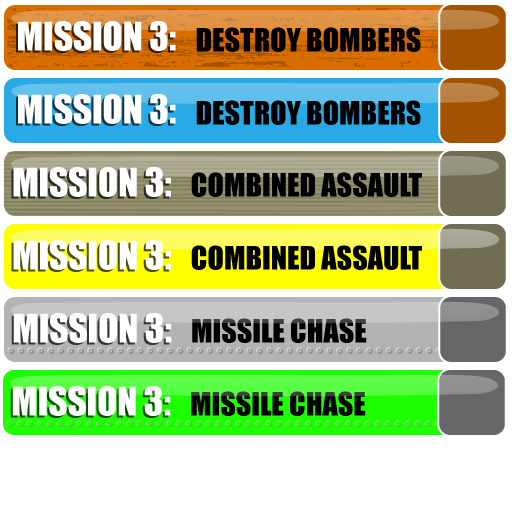 MISSION 3: DESTROY BOMBERS
MISSION 3: DESTROY BOMBERS
MISSION 3: COMBINED ASSAULT
MISSION 3: COMBINED ASSAULT
MISSION 3: MISSILE CHASE
MISSION 3: MISSILE CHASE